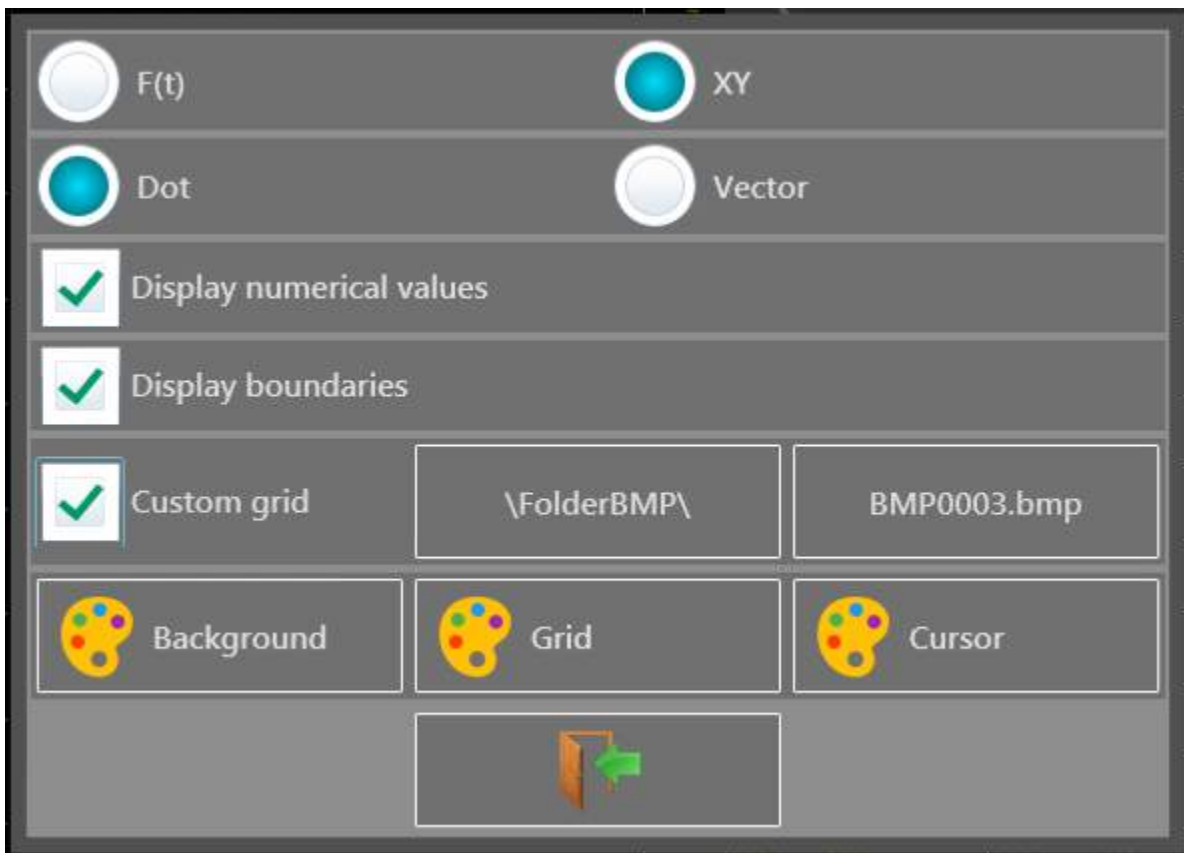 F(t) XY
Dot Vector
Display numerical values
Display boundaries
Custom grid \FolderBMP\ BMP0003.bmp
Background Grid Cursor